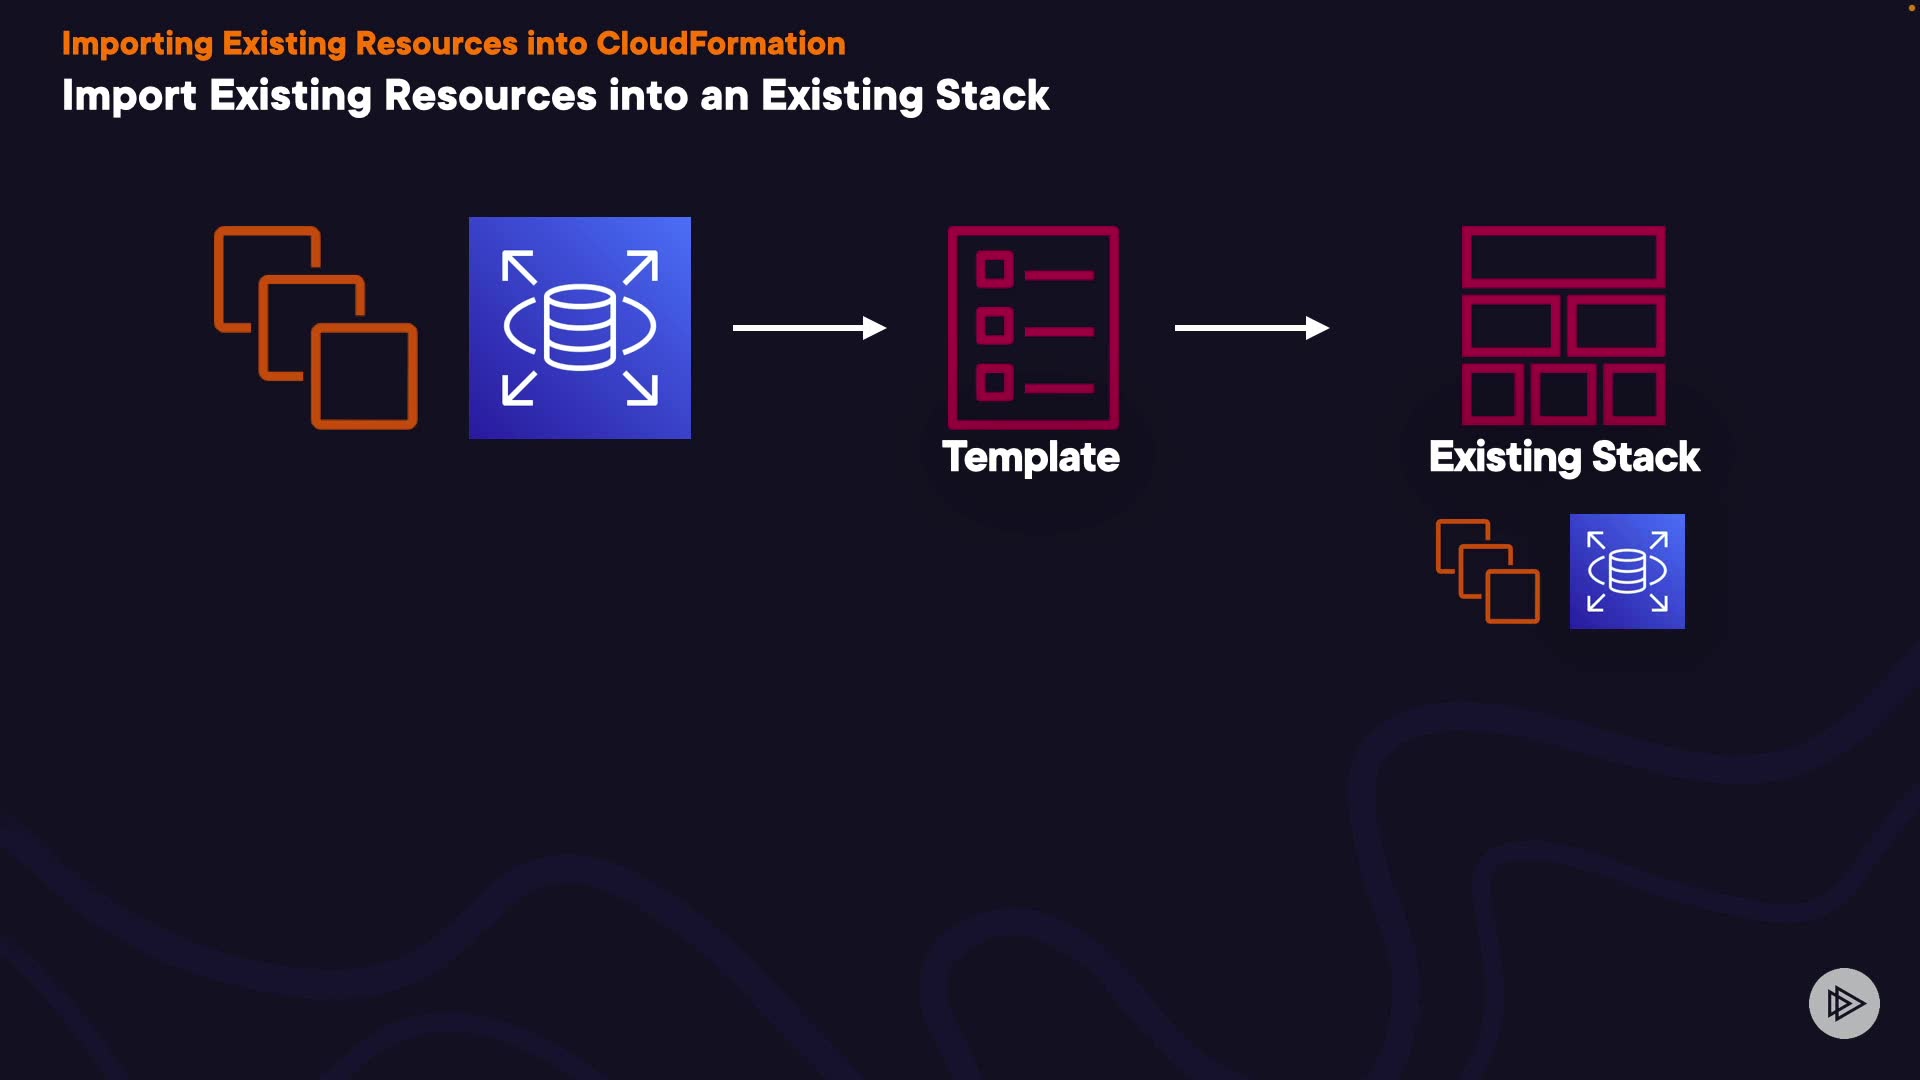 Importing Existing Resources into CloudFormation
Import Existing Resources into an Existing Stack
Template
Existing Stack